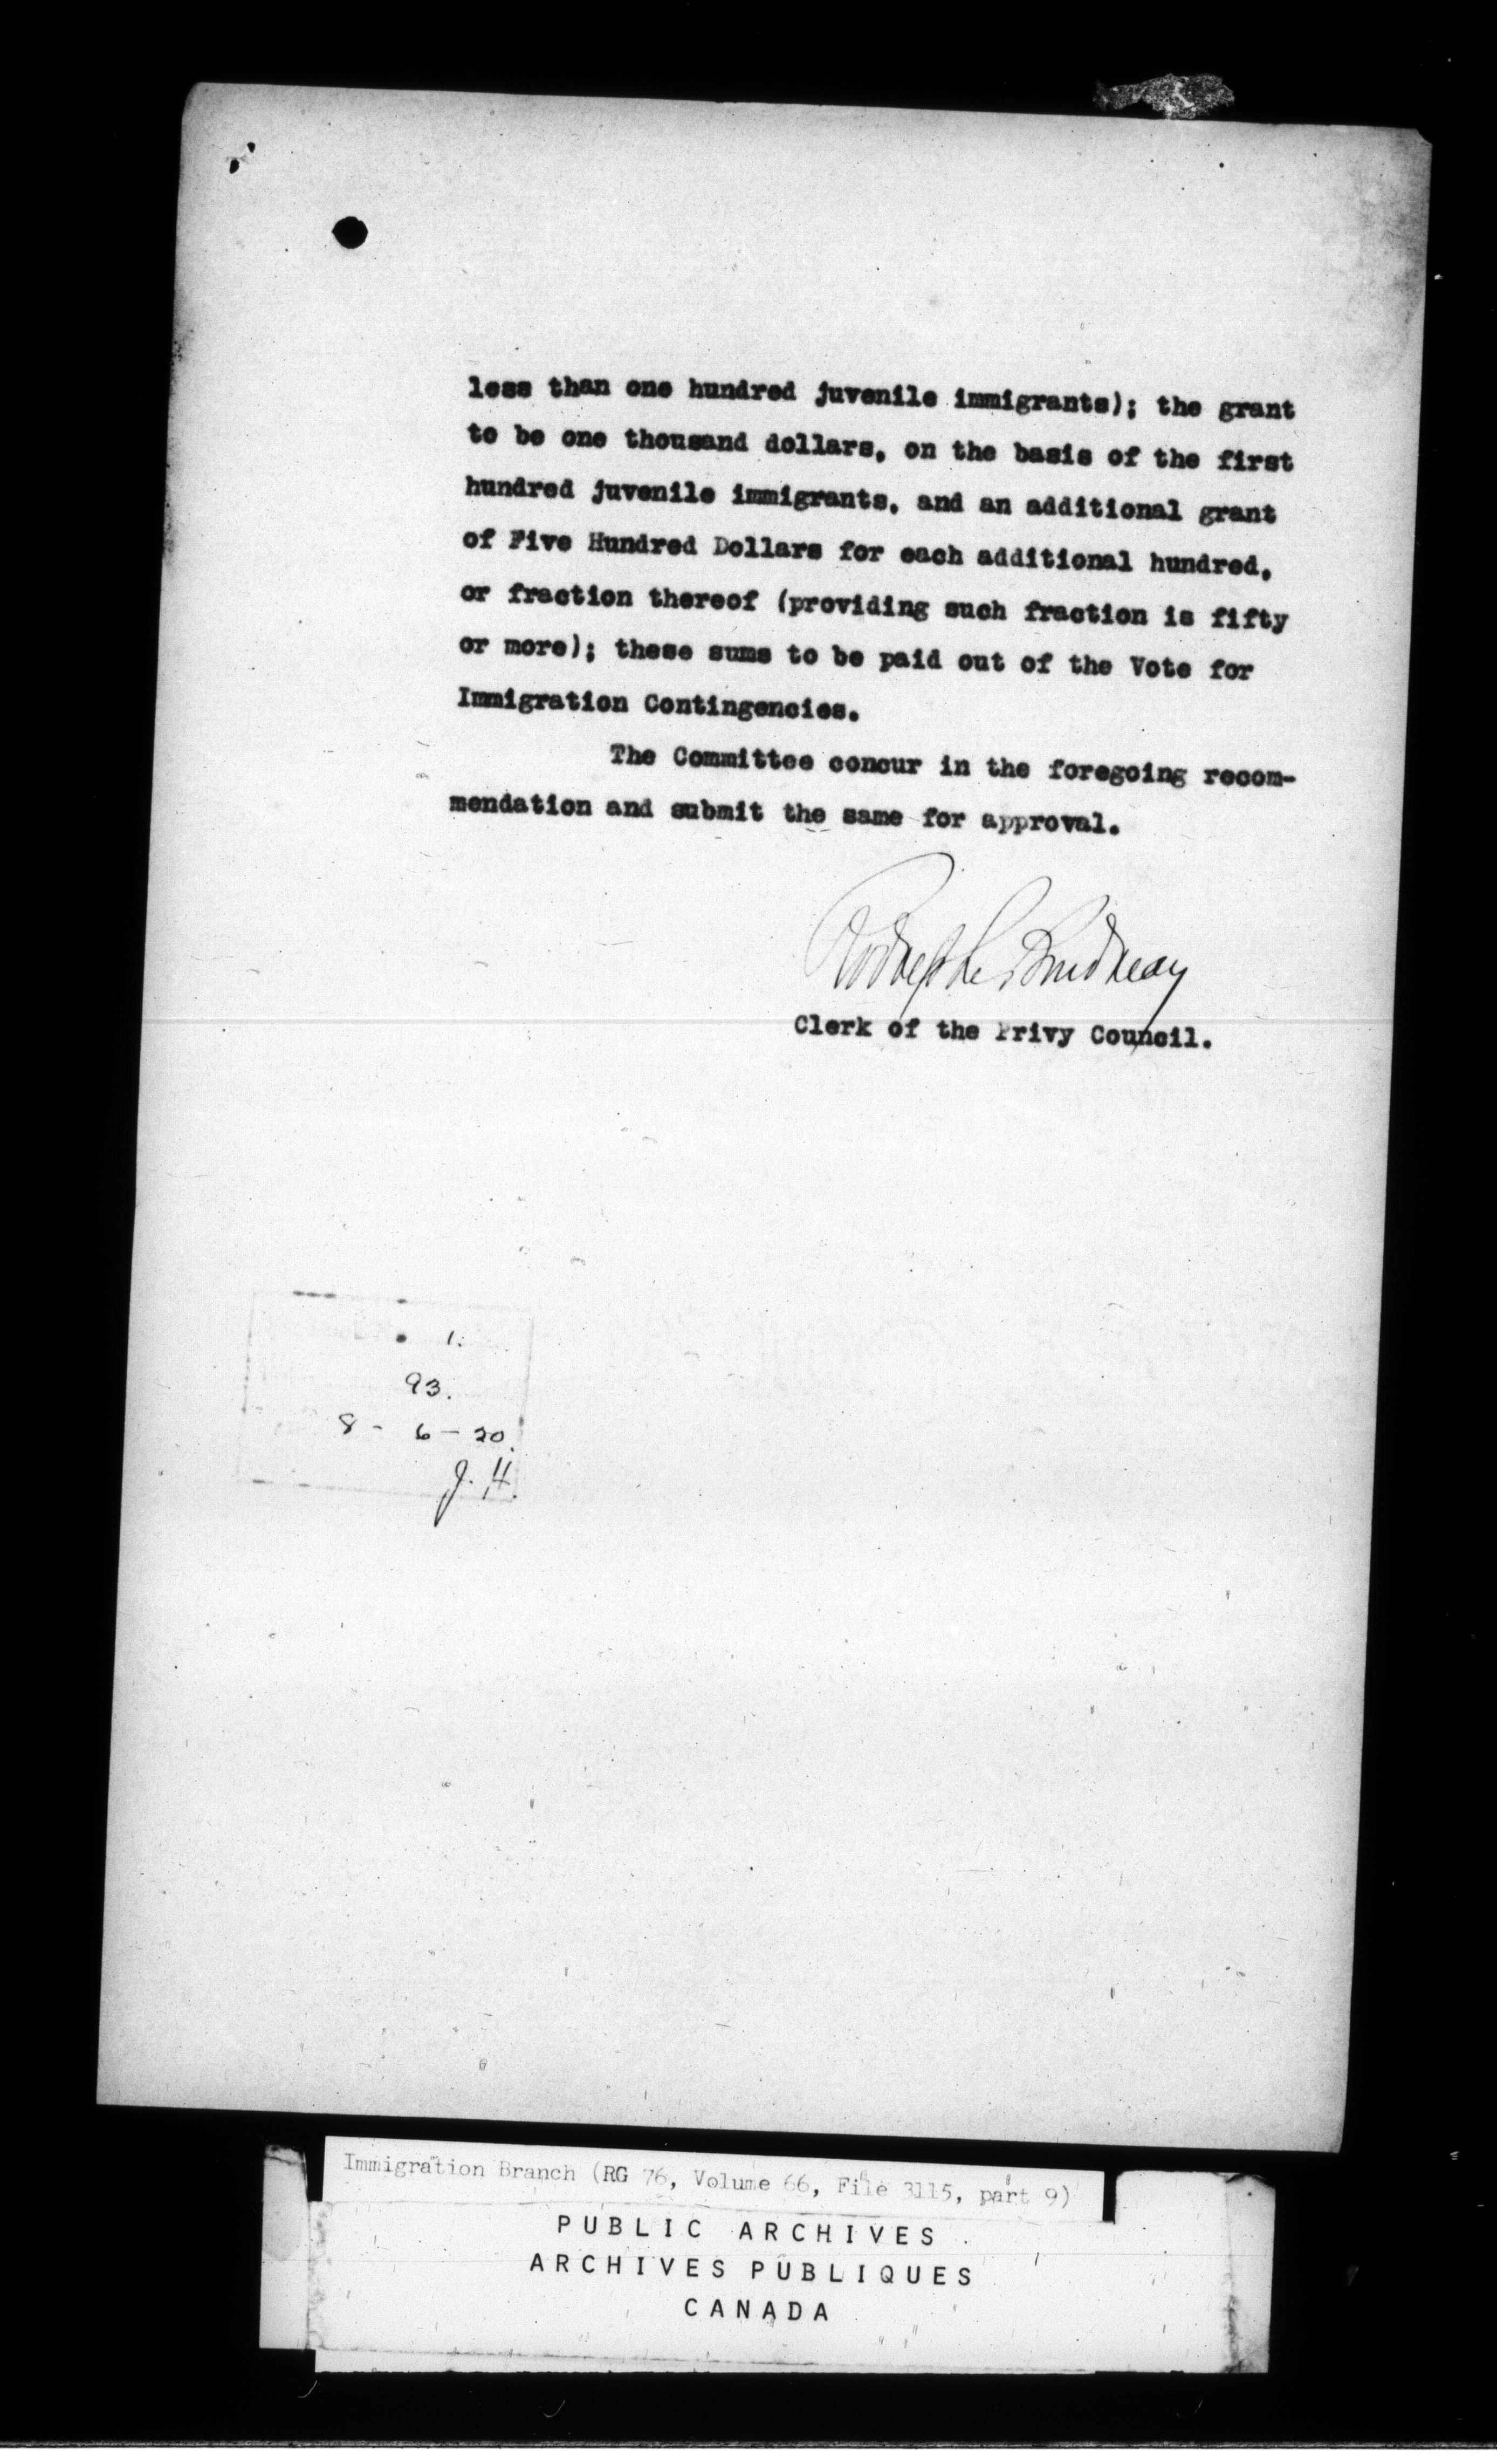 less than one hundred juvenile immigrants); the grant
to be one thousand dollars, on the basis of the first
hundred juvenile immigrants, and an additional grant
of Five Hundred Dollars for each additional hundred,
or fraction thereof (providing such fraction is fifty
or more); these sums to be paid out of the Vote for
Immigration Contingencies.
The Committee concur in the foregoing recom-
mendation and submit the same for approval.
Rodolphe Boudreau
Clerk of the Privy Council.
1.
93.
8 - 6 - 20.
J. H.
Immigration Branch (RG 76, Volume 66, File 3115, part 9)
PUBLIC ARCHIVES
ARCHIVES PUBLIQUES
CANADA